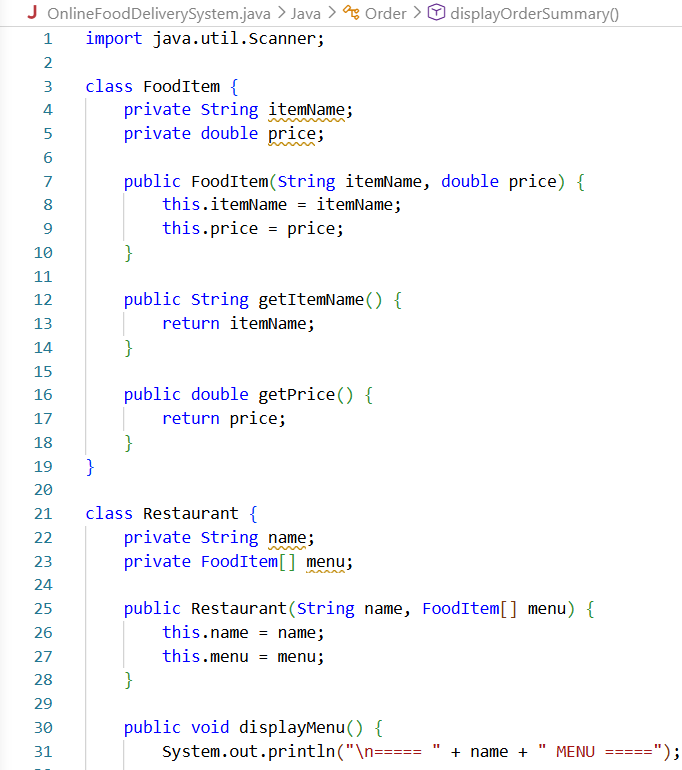 J OnlineFoodDeliverySystem.java > Java > Order > displayOrderSummary()
1 import java.util.Scanner;
2
3 class FoodItem {
4     private String itemName;
5     private double price;
6
7     public FoodItem(String itemName, double price) {
8         this.itemName = itemName;
9         this.price = price;
10     }
11
12     public String getItemName() {
13         return itemName;
14     }
15
16     public double getPrice() {
17         return price;
18     }
19 }
20
21 class Restaurant {
22     private String name;
23     private FoodItem[] menu;
24
25     public Restaurant(String name, FoodItem[] menu) {
26         this.name = name;
27         this.menu = menu;
28     }
29
30     public void displayMenu() {
31         System.out.println("\n===== " + name + " MENU =====");